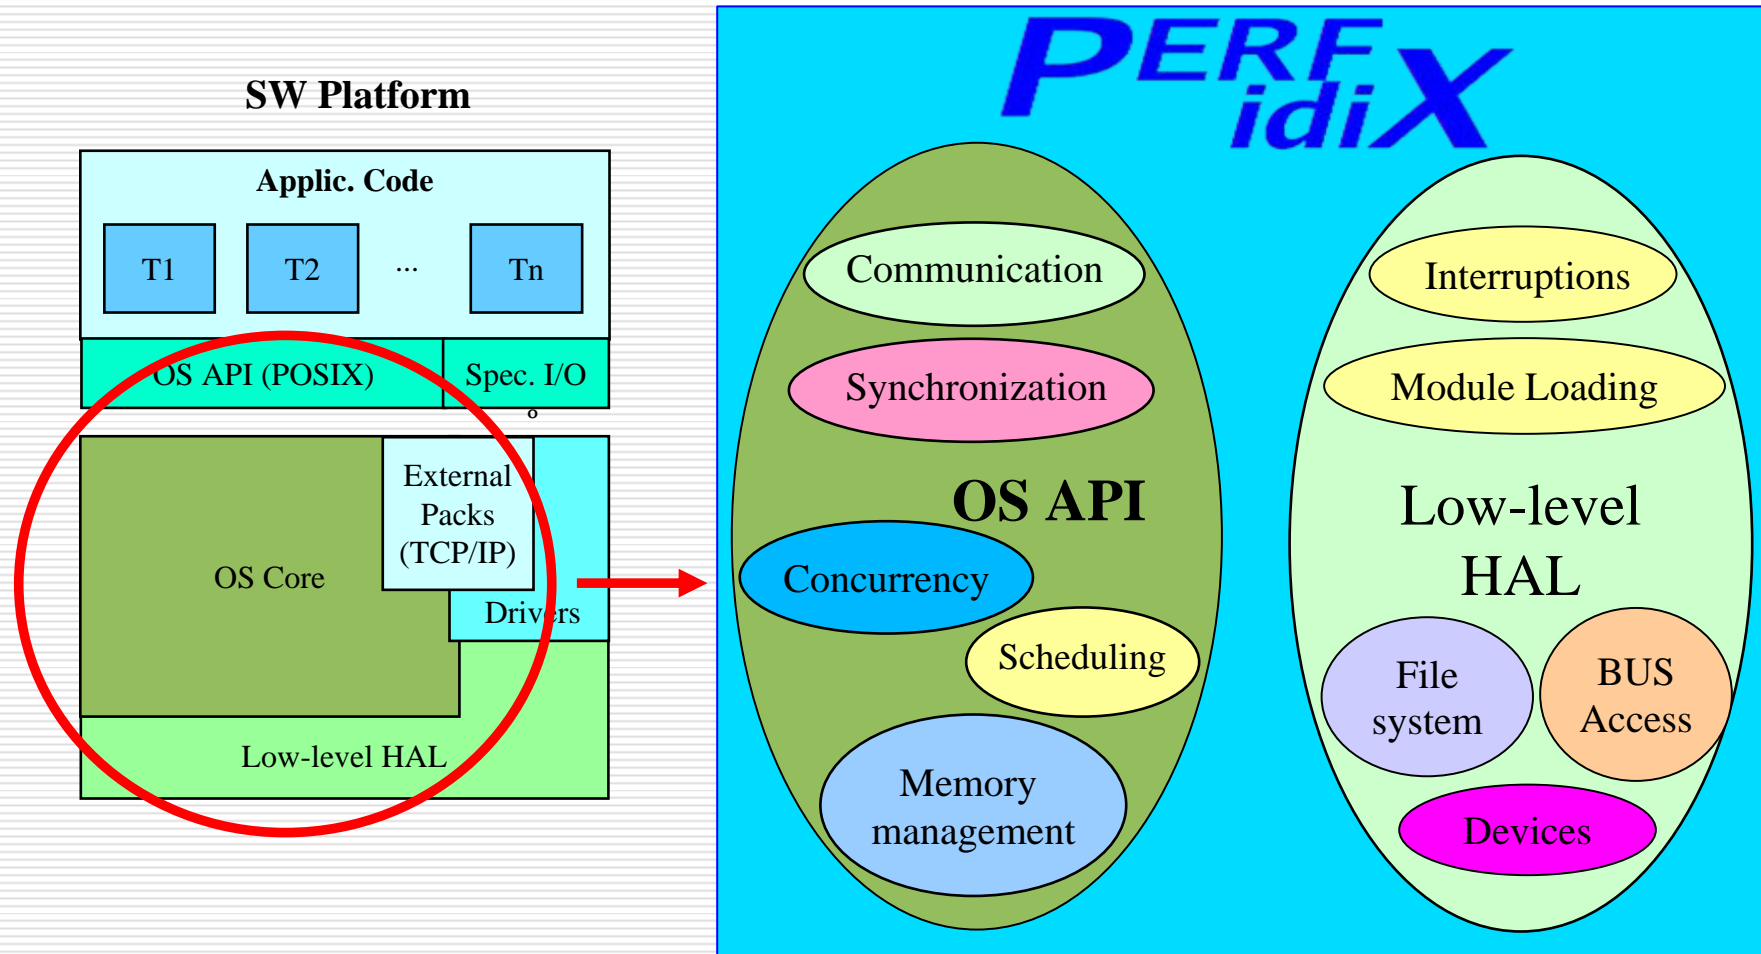 SW Platform
Applic. Code
T1 T2 ... Tn
OS API (POSIX) Spec. I/O
External
Packs
(TCP/IP)
OS Core
Drivers
Low-level HAL
PERF
idiX
Communication
Synchronization
OS API
Concurrency
Scheduling
Memory
management
Interruptions
Module Loading
Low-level
HAL
File
system
BUS
Access
Devices